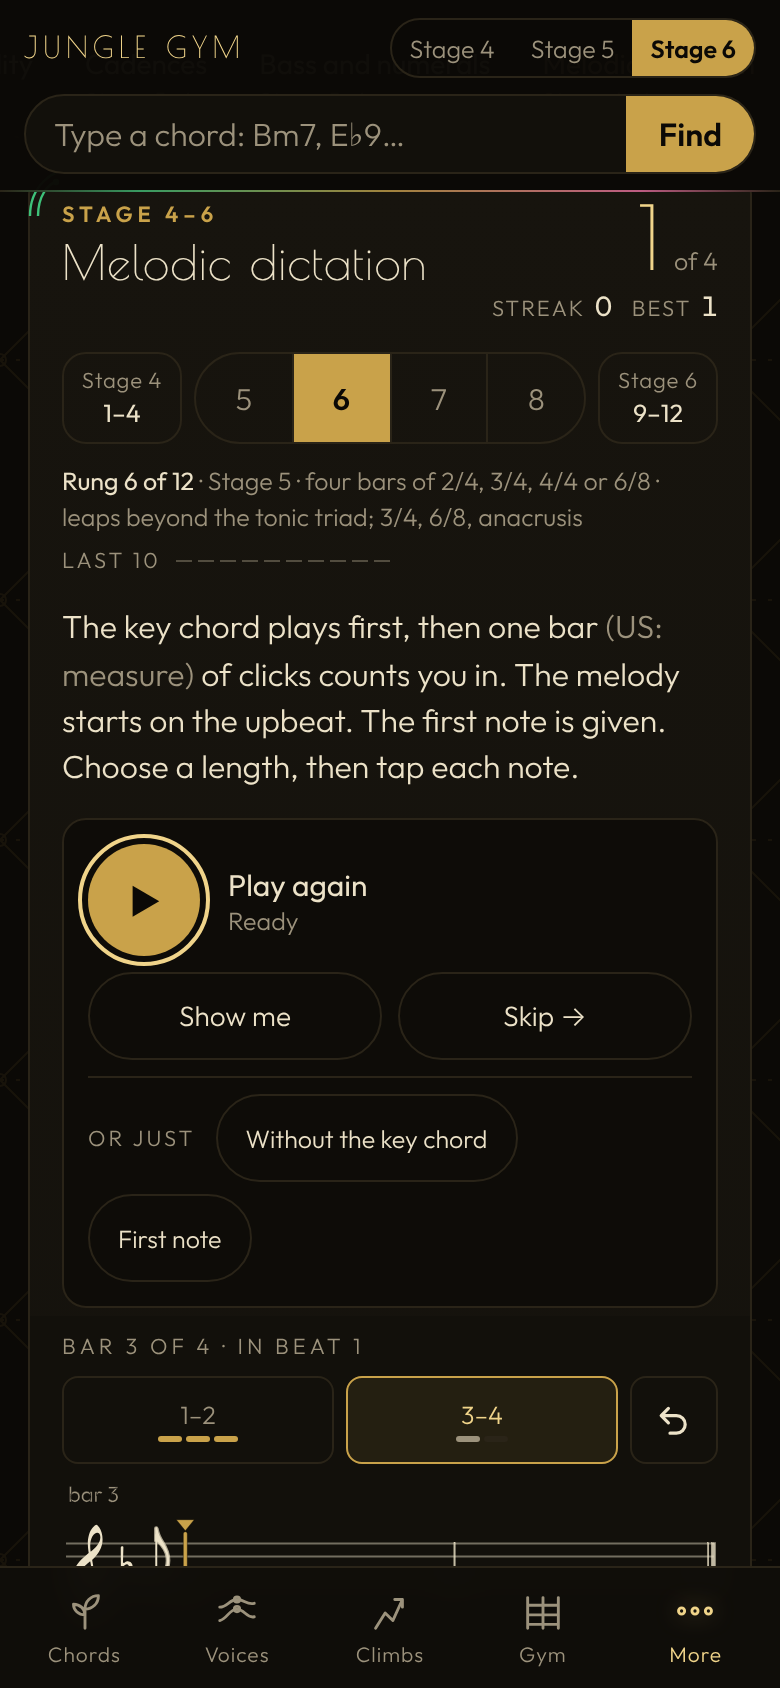 JUNGLE GYM
Stage 4 Stage 5 Stage 6
Cadences Bass and numerals
Type a chord: Bm7, E♭9... Find
STAGE 4–6
Melodic dictation
1 of 4
STREAK 0 BEST 1
Stage 4
1–4
5 6 7 8
Stage 6
9–12
Rung 6 of 12 · Stage 5 · four bars of 2/4, 3/4, 4/4 or 6/8 ·
leaps beyond the tonic triad; 3/4, 6/8, anacrusis
LAST 10
The key chord plays first, then one bar (US:
measure) of clicks counts you in. The melody
starts on the upbeat. The first note is given.
Choose a length, then tap each note.
Play again
Ready
Show me
Skip →
OR JUST
Without the key chord
First note
BAR 3 OF 4 · IN BEAT 1
1–2
3–4
bar 3
Chords Voices Climbs Gym More